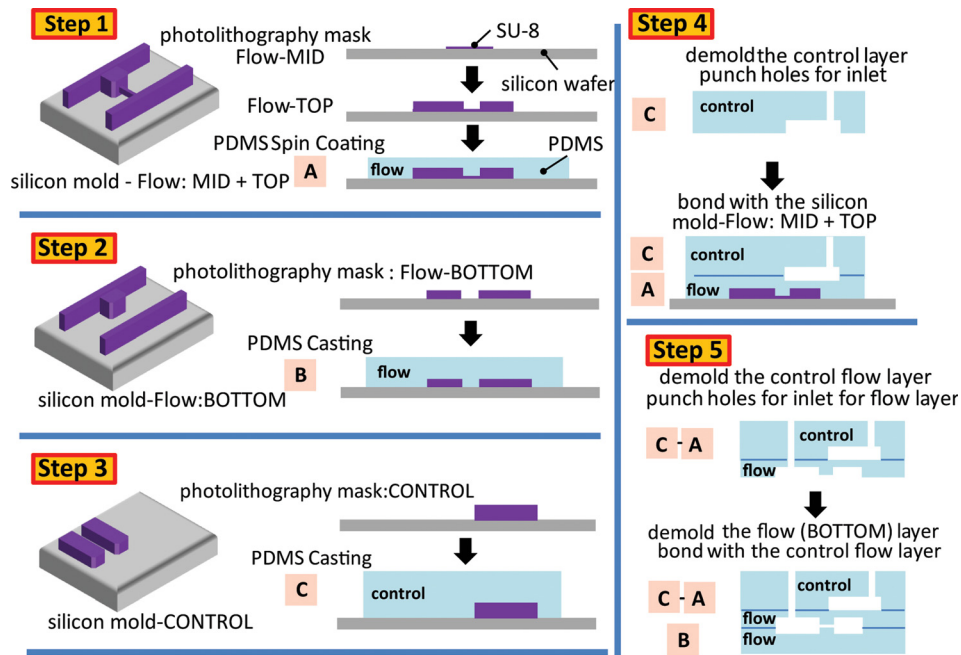 Step 1
photolithography mask
Flow-MID
SU-8
silicon wafer
Flow-TOP
PDMS Spin Coating
PDMS
A
flow
silicon mold - Flow: MID + TOP
Step 2
photolithography mask : Flow-BOTTOM
PDMS Casting
B
flow
silicon mold-Flow:BOTTOM
Step 3
photolithography mask:CONTROL
PDMS Casting
C
control
silicon mold-CONTROL
Step 4
demold the control layer
punch holes for inlet
C
control
bond with the silicon
mold-Flow: MID + TOP
C
control
A
flow
Step 5
demold the control flow layer
punch holes for inlet for flow layer
C - A
control
flow
demold the flow (BOTTOM) layer
bond with the control flow layer
C - A
control
flow
B
flow